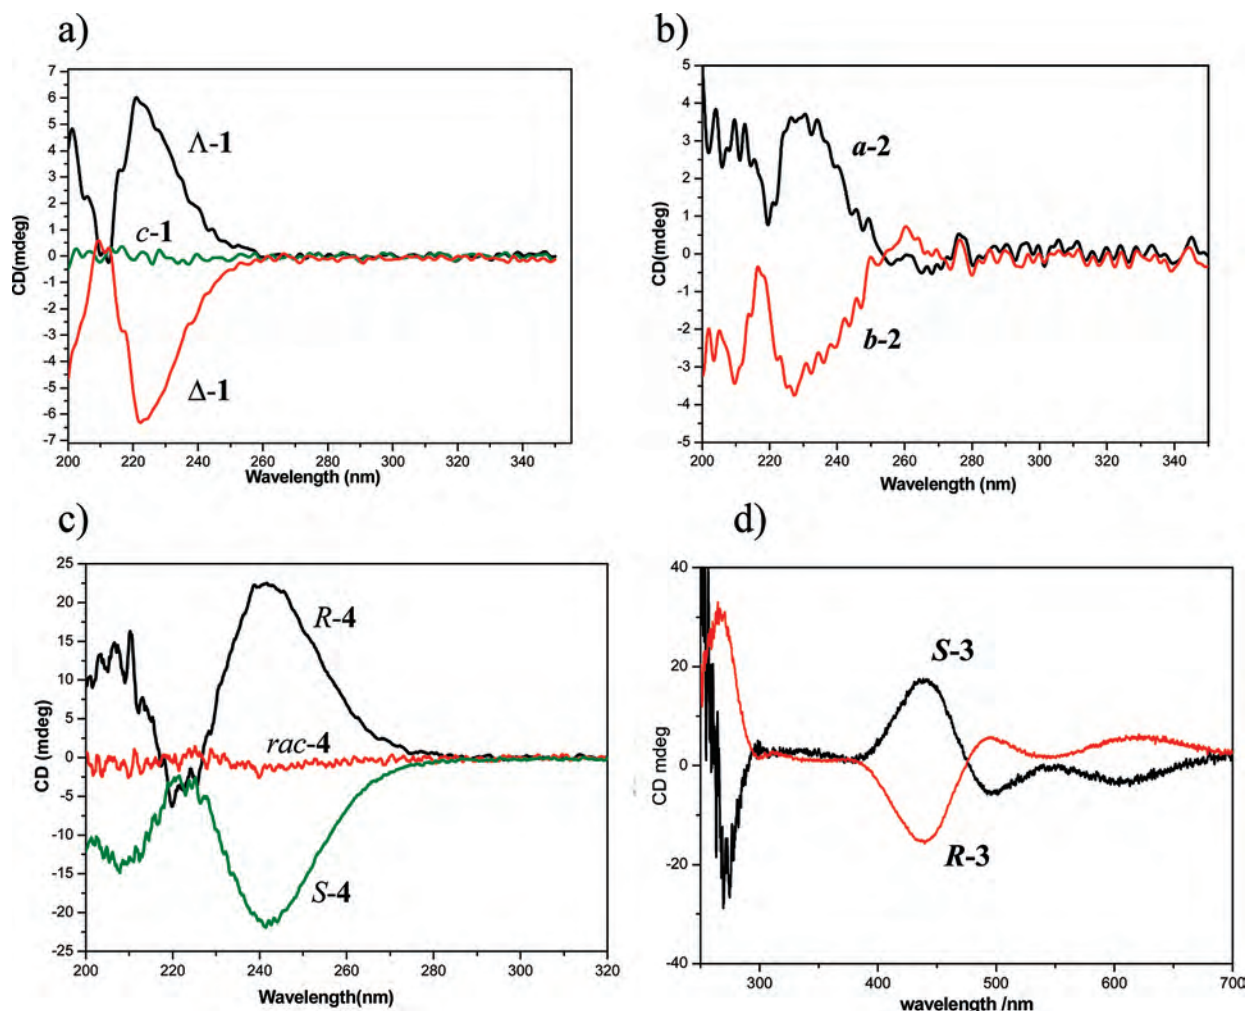 a)
7
6
5
4
3
2
1
0
-1
-2
-3
-4
-5
-6
-7
CD(mdeg)
Λ-1
c-1
Δ-1
200 220 240 260 280 300 320 340
Wavelength (nm)
b)
5
4
3
2
1
0
-1
-2
-3
-4
-5
CD(mdeg)
a-2
b-2
200 220 240 260 280 300 320 340
Wavelength (nm)
c)
25
20
15
10
5
0
-5
-10
-15
-20
-25
CD (mdeg)
R-4
rac-4
S-4
200 220 240 260 280 300 320
Wavelength(nm)
d)
40
20
0
-20
-40
CD mdeg
S-3
R-3
300 400 500 600 700
wavelength /nm